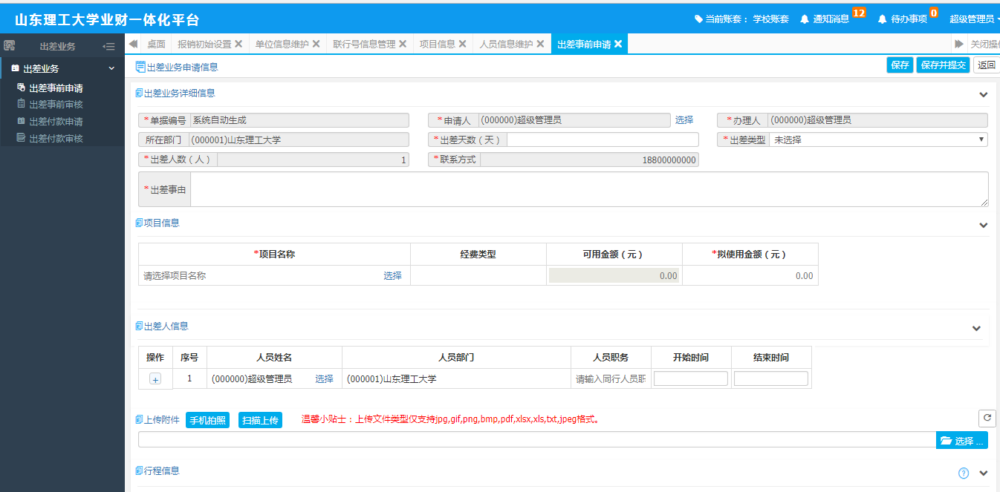 山东理工大学业财一体化平台 当前账套： 学校账套 通知消息 12 待办事项 0 超级管理员
出差业务 桌面 报销初始设置 单位信息维护 联行号信息管理 项目信息 人员信息维护 出差事前申请 关闭操
出差业务
出差事前申请
出差事前审核
出差付款申请
出差付款审核
出差业务申请信息 保存 保存并提交 返回
出差业务详细信息
*单据编号 系统自动生成 *申请人 (000000)超级管理员 选择 *办理人 (000000)超级管理员
所在部门 (000001)山东理工大学 *出差天数（天） *出差类型 未选择
*出差人数（人） 1 *联系方式 18800000000
*出差事由
项目信息
*项目名称 经费类型 可用金额（元） *拟使用金额（元）
请选择项目名称 选择 0.00 0.00
出差人信息
操作 序号 人员姓名 人员部门 人员职务 开始时间 结束时间
+ 1 (000000)超级管理员 选择 (000001)山东理工大学 请输入同行人员职
上传附件 手机拍照 扫描上传 温馨小贴士：上传文件类型仅支持jpg,gif,png,bmp,pdf,xlsx,xls,txt,jpeg格式。
选择 ...
行程信息 ?